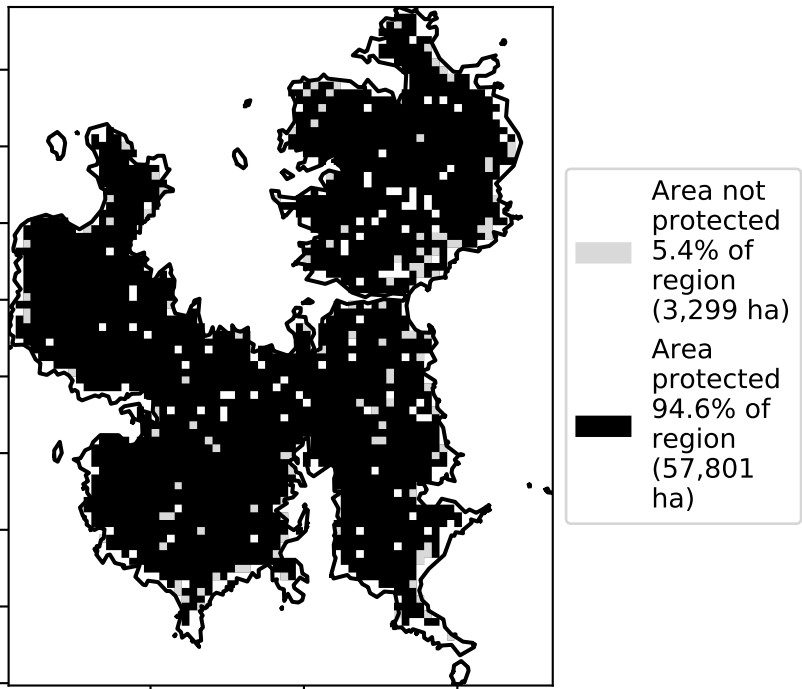 Area not
protected
5.4% of
region
(3,299 ha)
Area
protected
94.6% of
region
(57,801
ha)